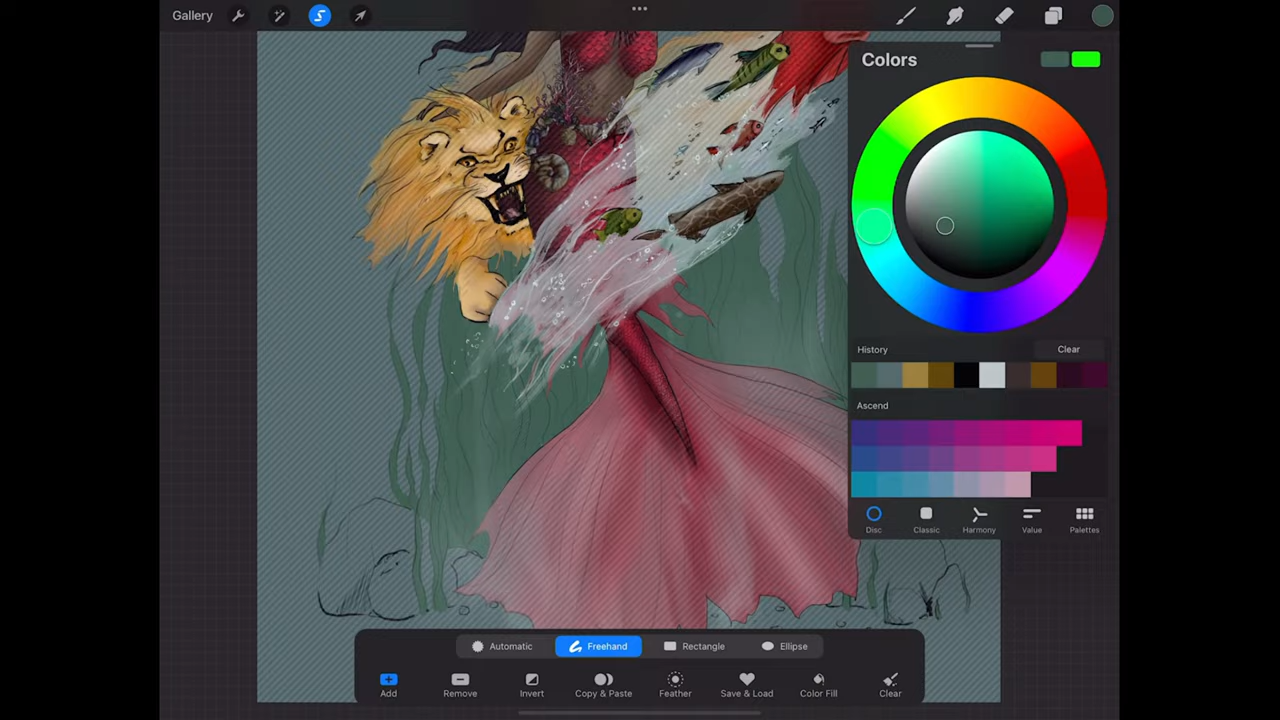 Gallery
Colors
History
Clear
Ascend
Disc
Classic
Harmony
Value
Palettes
Automatic
Freehand
Rectangle
Ellipse
Add
Remove
Invert
Copy & Paste
Feather
Save & Load
Color Fill
Clear